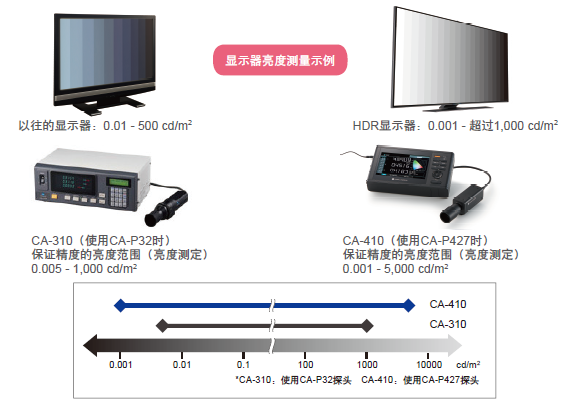 显示器亮度测量示例
以往的显示器：0.01 - 500 cd/m²
HDR显示器：0.001 - 超过1,000 cd/m²
CA-310（使用CA-P32时）
保证精度的亮度范围（亮度测定）
0.005 - 1,000 cd/m²
CA-410（使用CA-P427时）
保证精度的亮度范围（亮度测定）
0.001 - 5,000 cd/m²
CA-410
CA-310
0.001 0.01 0.1 100 1000 10000 cd/m²
*CA-310：使用CA-P32探头 CA-410：使用CA-P427探头